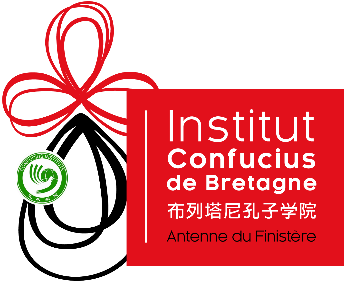 Institut
Confucius
de Bretagne
布列塔尼孔子学院
Antenne du Finistère